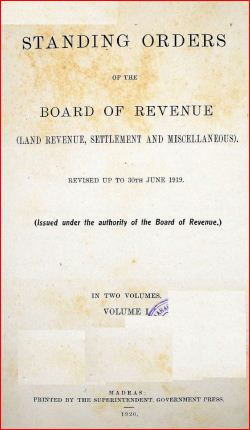 STANDING ORDERS
OF THE
BOARD OF REVENUE
(LAND REVENUE, SETTLEMENT AND MISCELLANEOUS).
REVISED UP TO 30TH JUNE 1919.
(Issued under the authority of the Board of Revenue.)
IN TWO VOLUMES.
VOLUME I.
MADRAS:
PRINTED BY THE SUPERINTENDENT, GOVERNMENT PRESS.
1920.